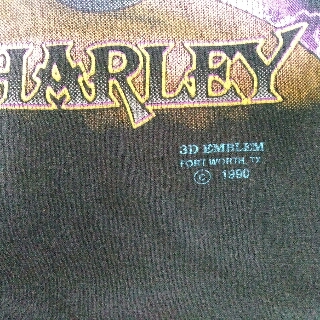 HARLEY
3D EMBLEM
FORT WORTH, TX
© 1990